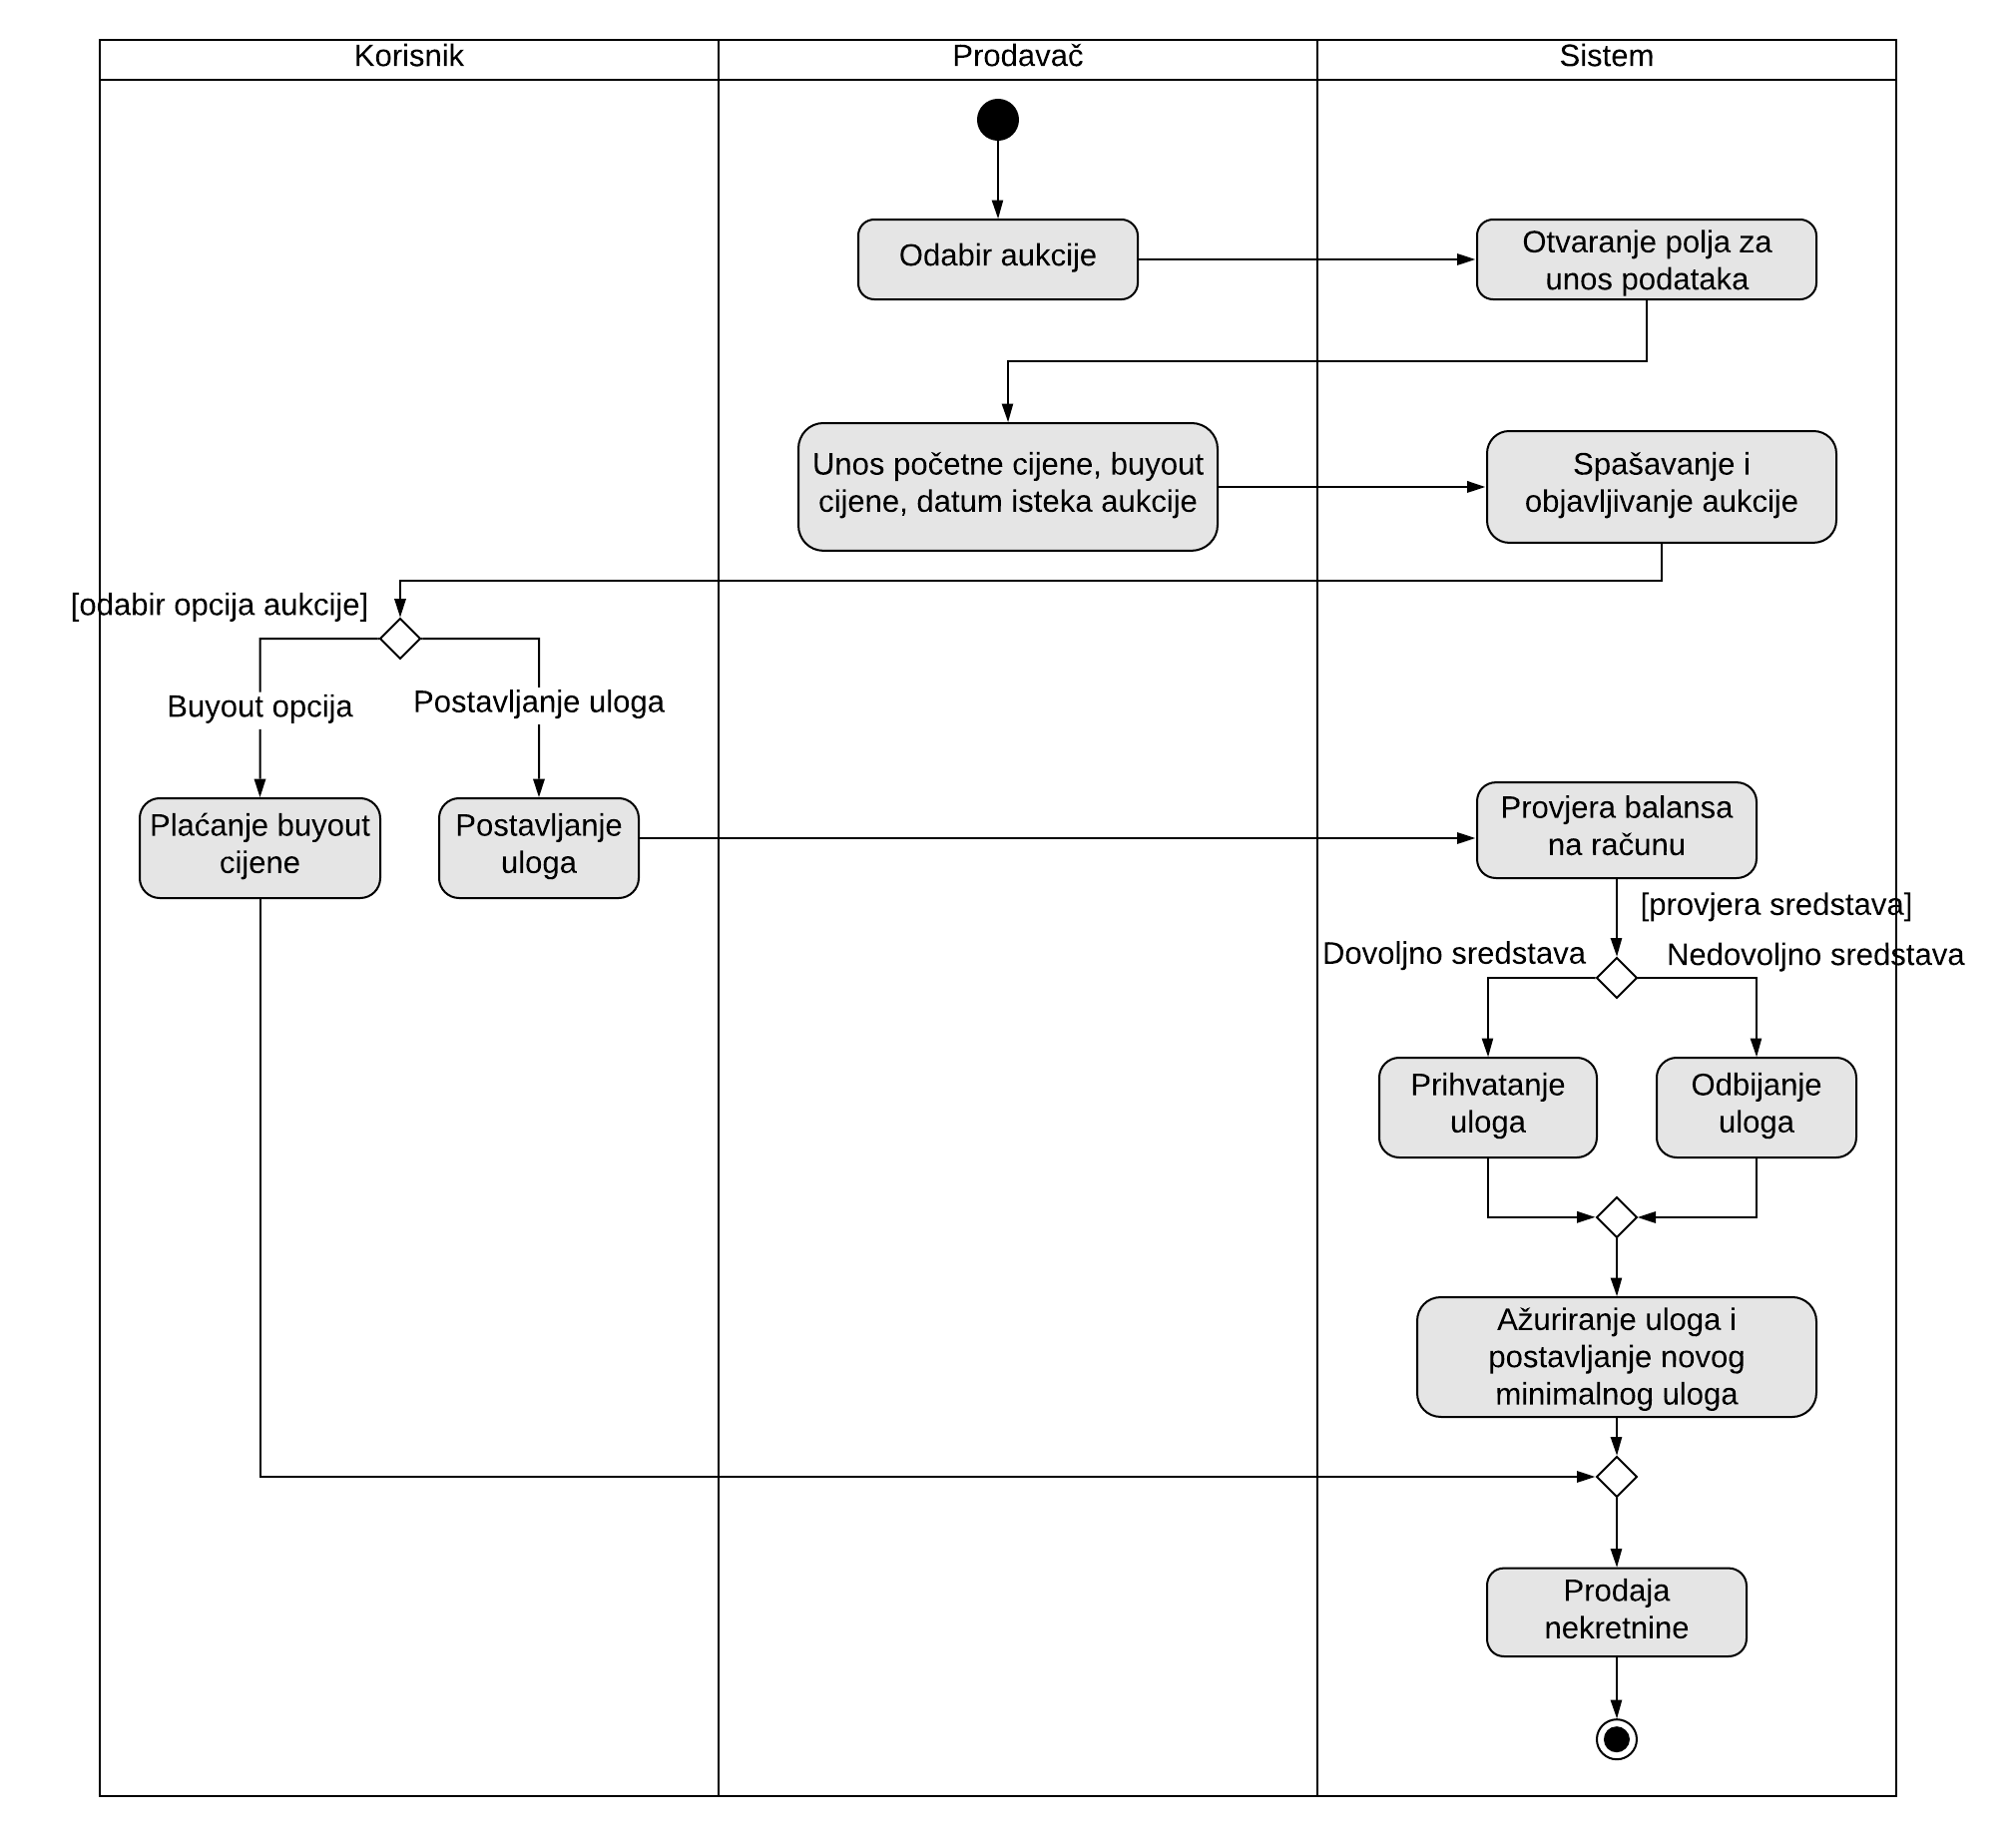 Korisnik
Prodavač
Sistem
Odabir aukcije
Otvaranje polja za
unos podataka
Unos početne cijene, buyout
cijene, datum isteka aukcije
Spašavanje i
objavljivanje aukcije
[odabir opcija aukcije]
Buyout opcija
Postavljanje uloga
Plaćanje buyout
cijene
Postavljanje
uloga
Provjera balansa
na računu
[provjera sredstava]
Dovoljno sredstava
Nedovoljno sredstava
Prihvatanje
uloga
Odbijanje
uloga
Ažuriranje uloga i
postavljanje novog
minimalnog uloga
Prodaja
nekretnine